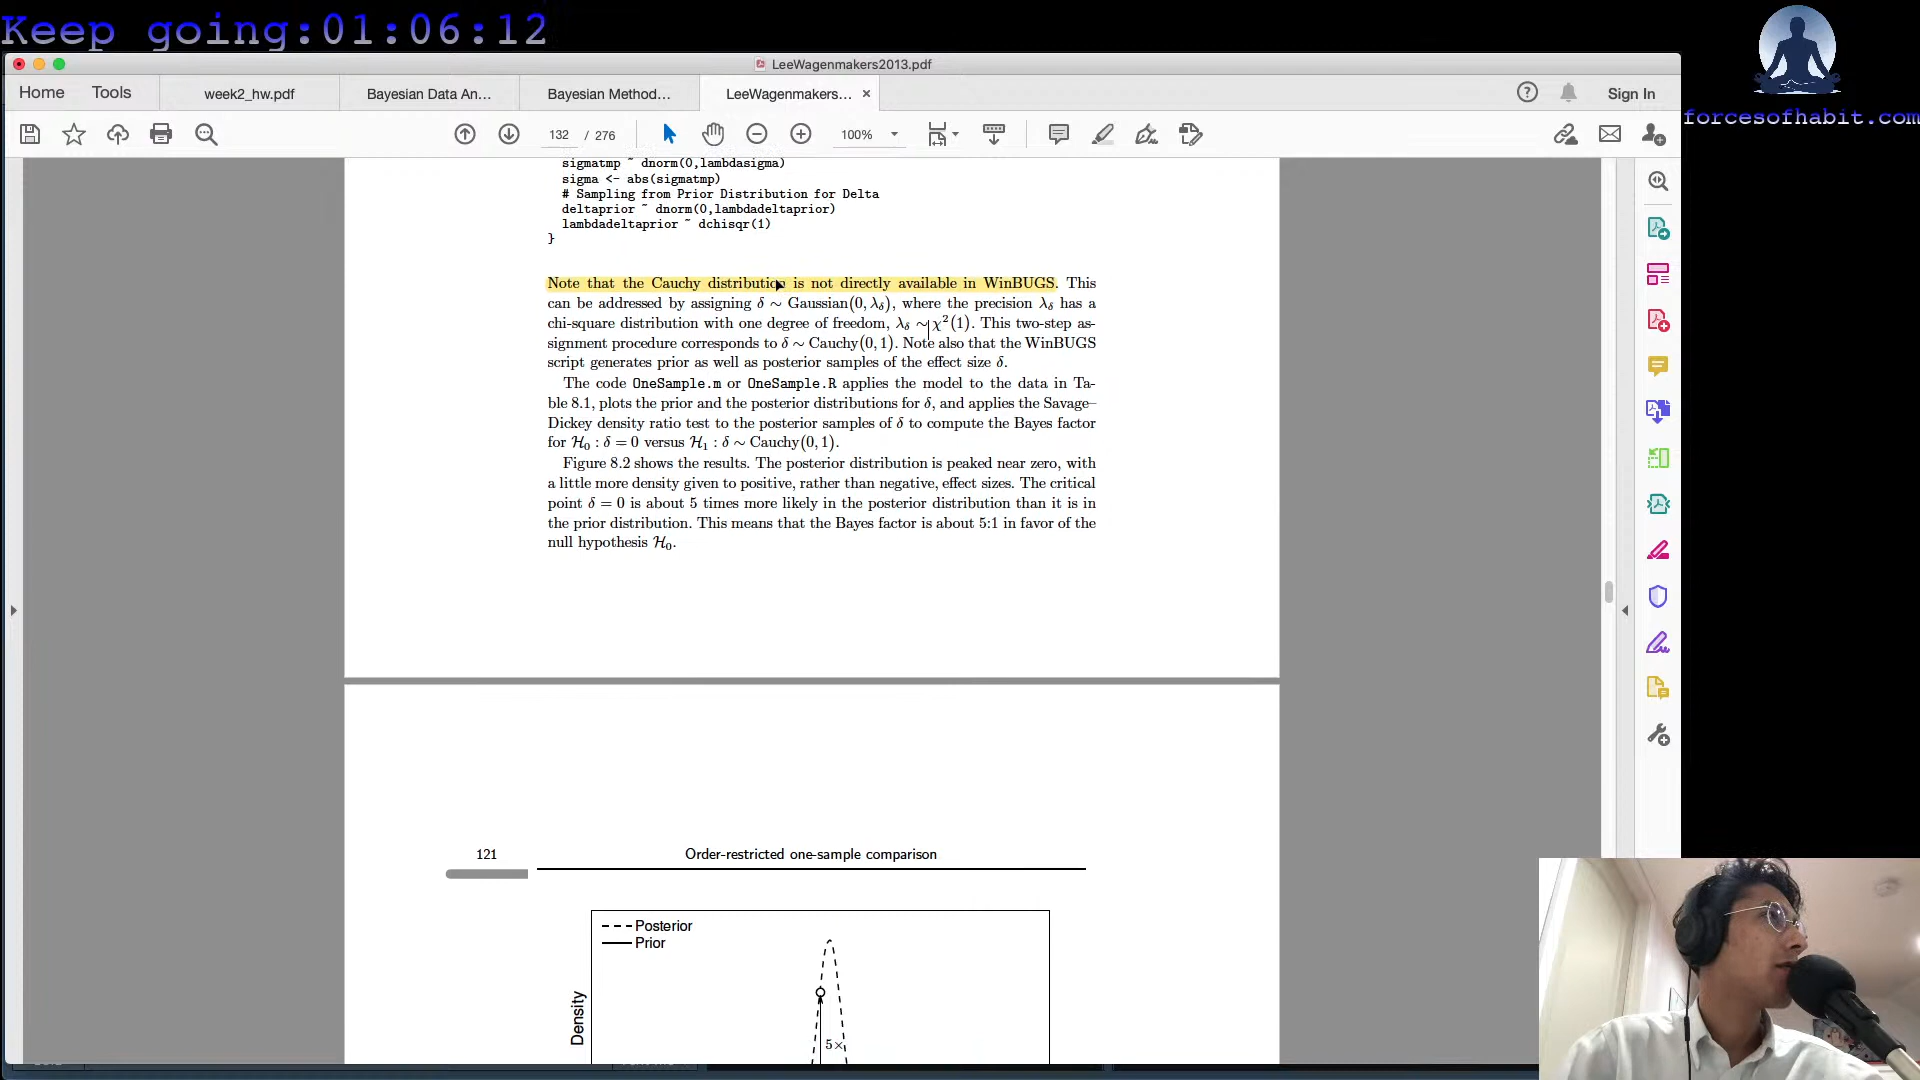 Keep going:01:06:12
forcesofhabit.com
LeeWagenmakers2013.pdf
Home Tools week2_hw.pdf Bayesian Data An... Bayesian Method... LeeWagenmakers... × Sign In
132 / 276 100%
sigmatmp ~ dnorm(0,lambdasigma)
sigma <- abs(sigmatmp)
# Sampling from Prior Distribution for Delta
deltaprior ~ dnorm(0,lambdadeltaprior)
lambdadeltaprior ~ dchisqr(1)
}
Note that the Cauchy distribution is not directly available in WinBUGS. This
can be addressed by assigning δ ∼ Gaussian(0, λδ), where the precision λδ has a
chi-square distribution with one degree of freedom, λδ ∼ χ²(1). This two-step as-
signment procedure corresponds to δ ∼ Cauchy(0, 1). Note also that the WinBUGS
script generates prior as well as posterior samples of the effect size δ.
The code OneSample.m or OneSample.R applies the model to the data in Ta-
ble 8.1, plots the prior and the posterior distributions for δ, and applies the Savage–
Dickey density ratio test to the posterior samples of δ to compute the Bayes factor
for H₀ : δ = 0 versus H₁ : δ ∼ Cauchy(0, 1).
Figure 8.2 shows the results. The posterior distribution is peaked near zero, with
a little more density given to positive, rather than negative, effect sizes. The critical
point δ = 0 is about 5 times more likely in the posterior distribution than it is in
the prior distribution. This means that the Bayes factor is about 5:1 in favor of the
null hypothesis H₀.
121 Order-restricted one-sample comparison
Posterior
Prior
Density
5×